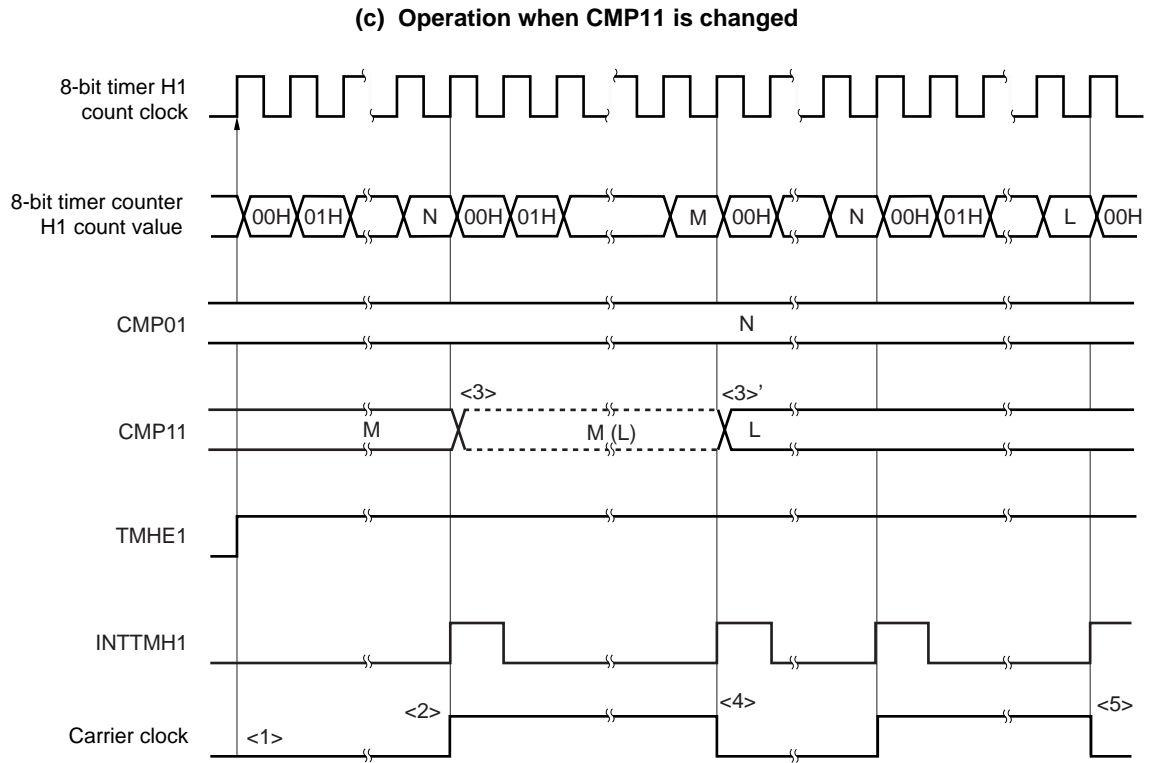 (c) Operation when CMP11 is changed
8-bit timer H1
count clock
8-bit timer counter
H1 count value
00H 01H N 00H 01H M 00H N 00H 01H L 00H
CMP01
N
<3> <3>’
CMP11
M M (L) L
TMHE1
INTTMH1
<2> <4> <5>
Carrier clock
<1>